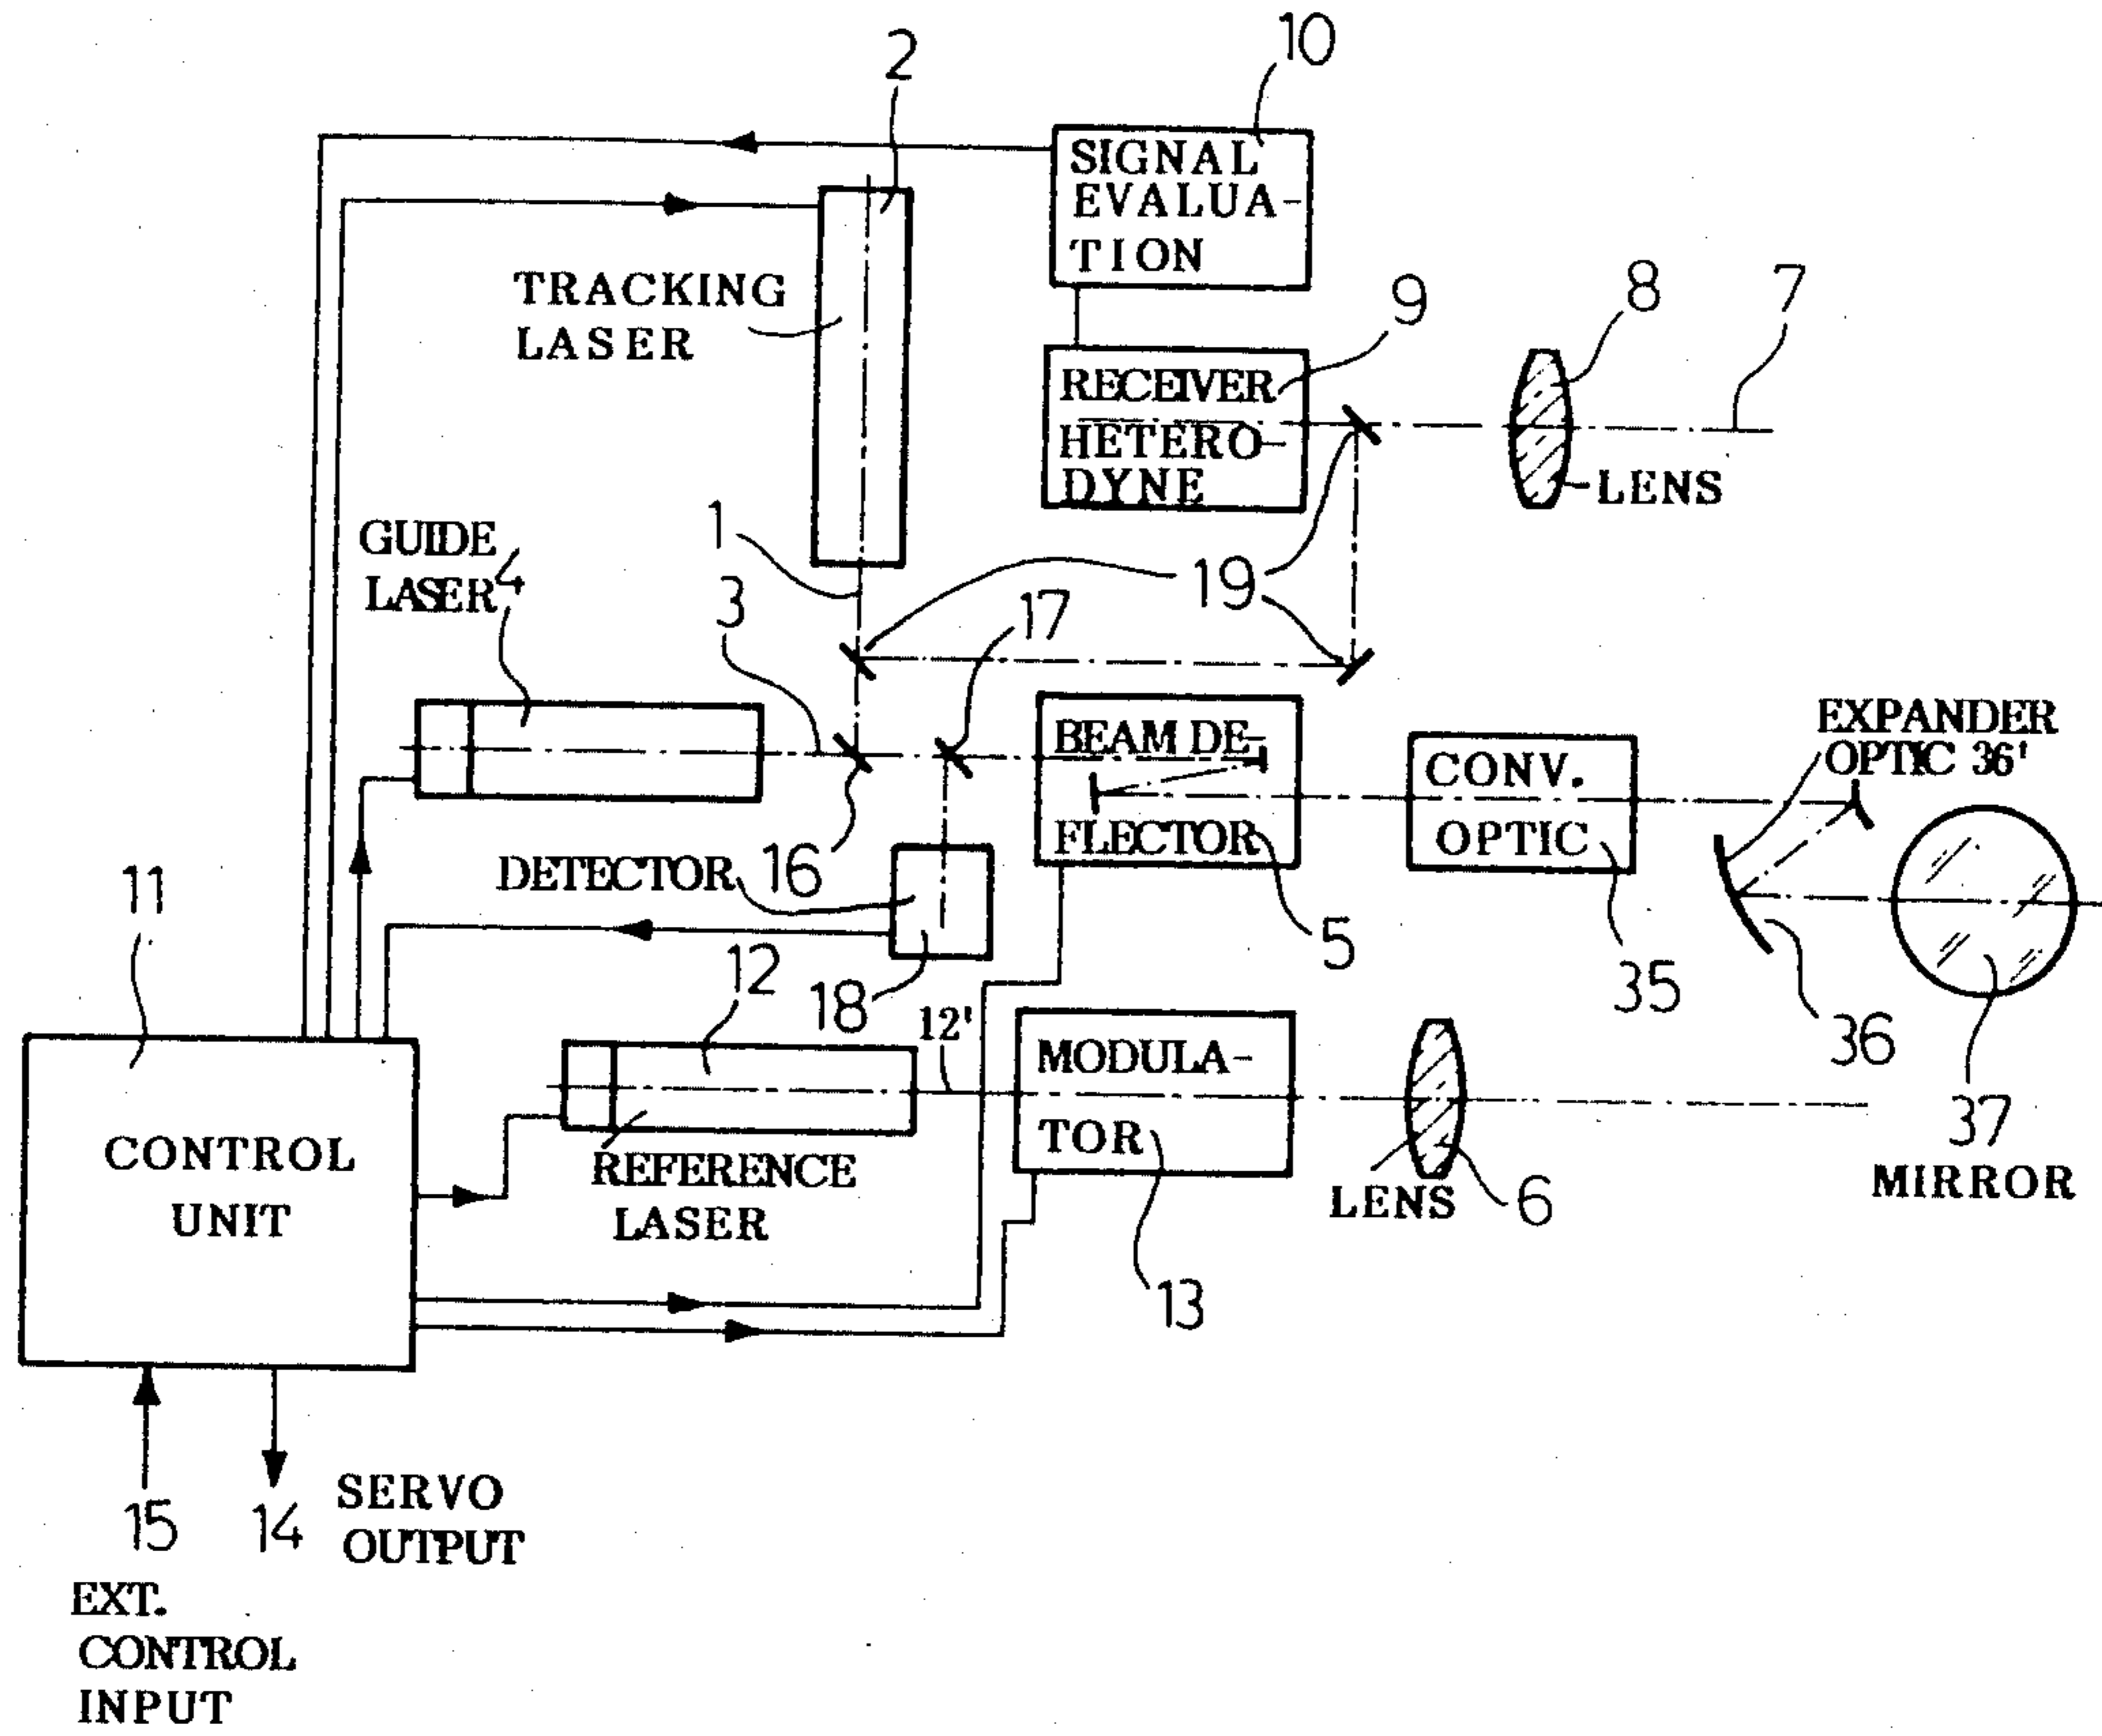 2
10
SIGNAL
EVALUA-
TION
TRACKING
LASER
9
8
7
RECEIVER
HETERO-
DYNE
LENS
1
GUIDE
LASER
4
3
19
17
BEAM DE-
FLECTOR
5
EXPANDER
OPTIC 36'
CONV.
OPTIC
35
16
DETECTOR
18
11
12
12'
36
37
MIRROR
MODULA-
TOR
13
CONTROL
UNIT
REFERENCE
LASER
LENS
6
15
14
SERVO
OUTPUT
EXT.
CONTROL
INPUT